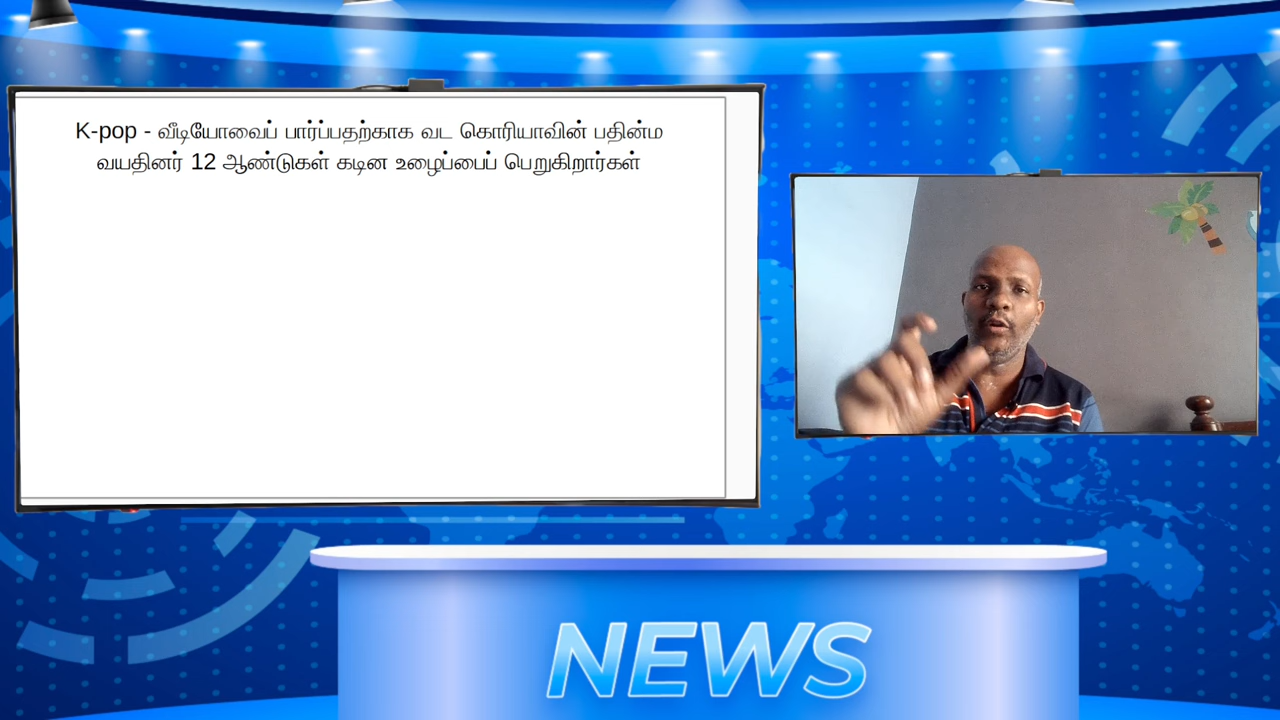 K-pop - வீடியோவைப் பார்ப்பதற்காக வட கொரியாவின் பதின்ம
வயதினர் 12 ஆண்டுகள் கடின உழைப்பைப் பெறுகிறார்கள்
NEWS